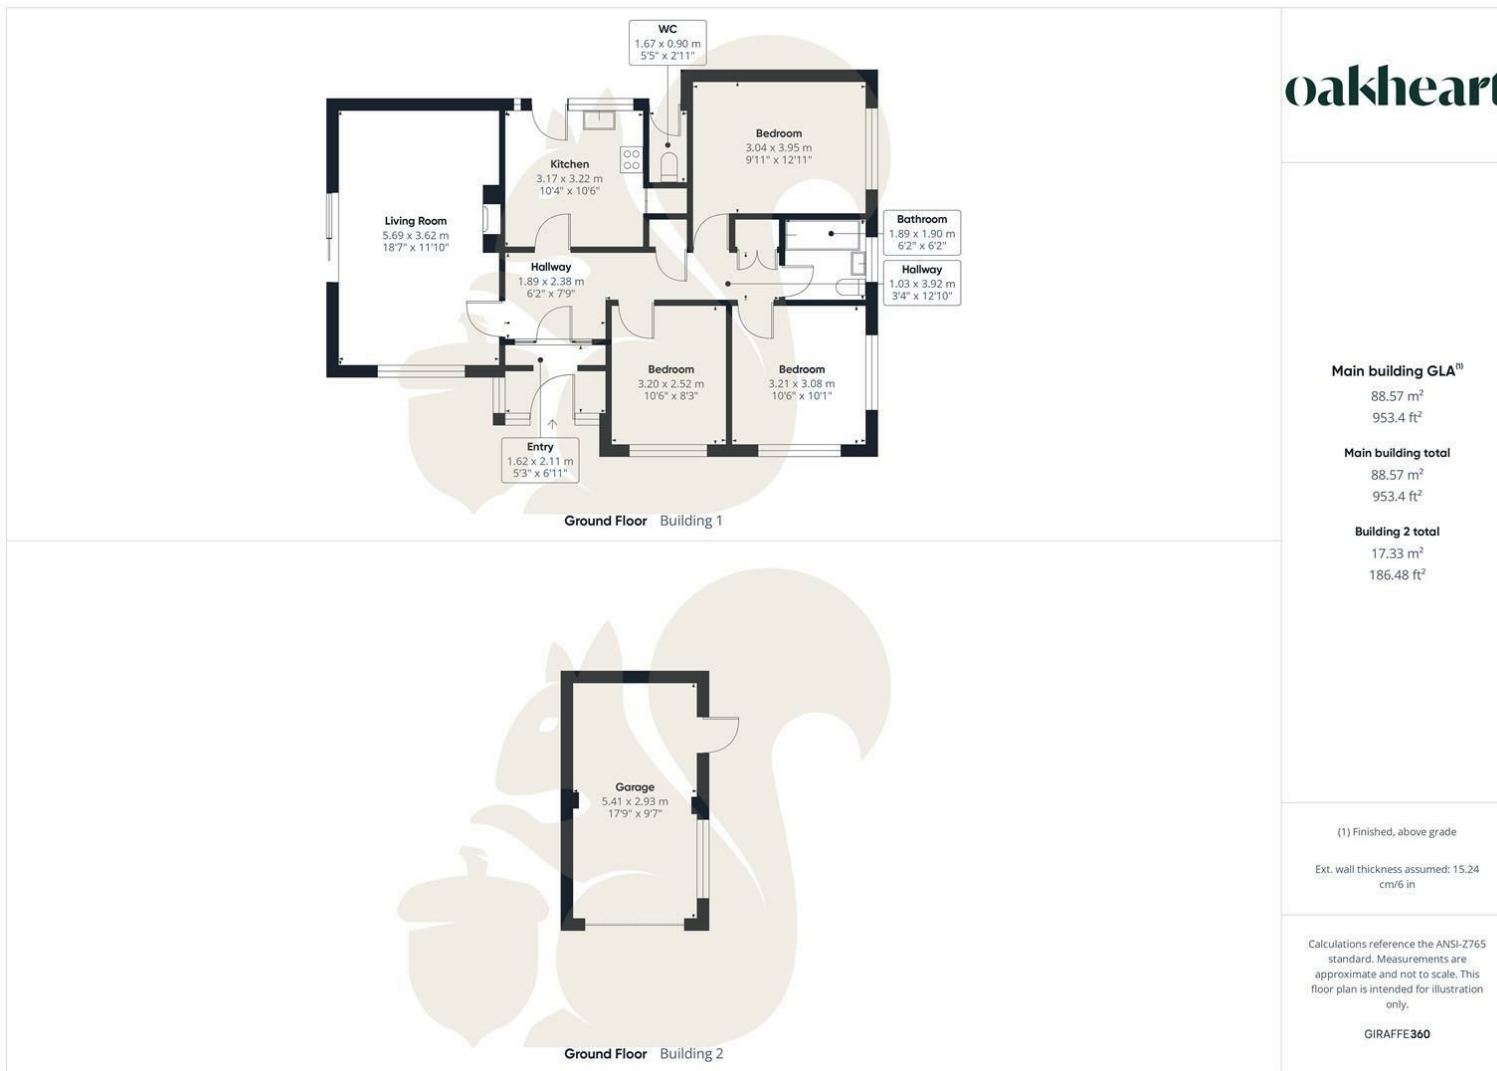 WC
1.67 x 0.90 m
5'5" x 2'11"
Bedroom
3.04 x 3.95 m
9'11" x 12'11"
Kitchen
3.17 x 3.22 m
10'4" x 10'6"
Living Room
5.69 x 3.62 m
18'7" x 11'10"
Bathroom
1.89 x 1.90 m
6'2" x 6'2"
Hallway
1.89 x 2.38 m
6'2" x 7'9"
Hallway
1.03 x 3.92 m
3'4" x 12'10"
Bedroom
3.20 x 2.52 m
10'6" x 8'3"
Bedroom
3.21 x 3.08 m
10'6" x 10'1"
Entry
1.62 x 2.11 m
5'3" x 6'11"
Ground Floor Building 1
Garage
5.41 x 2.93 m
17'9" x 9'7"
Ground Floor Building 2
oakheart
Main building GLA(1)
88.57 m²
953.4 ft²
Main building total
88.57 m²
953.4 ft²
Building 2 total
17.33 m²
186.48 ft²
(1) Finished, above grade
Ext. wall thickness assumed: 15.24
cm/6 in
Calculations reference the ANSI-Z765
standard. Measurements are
approximate and not to scale. This
floor plan is intended for illustration
only.
GIRAFFE360